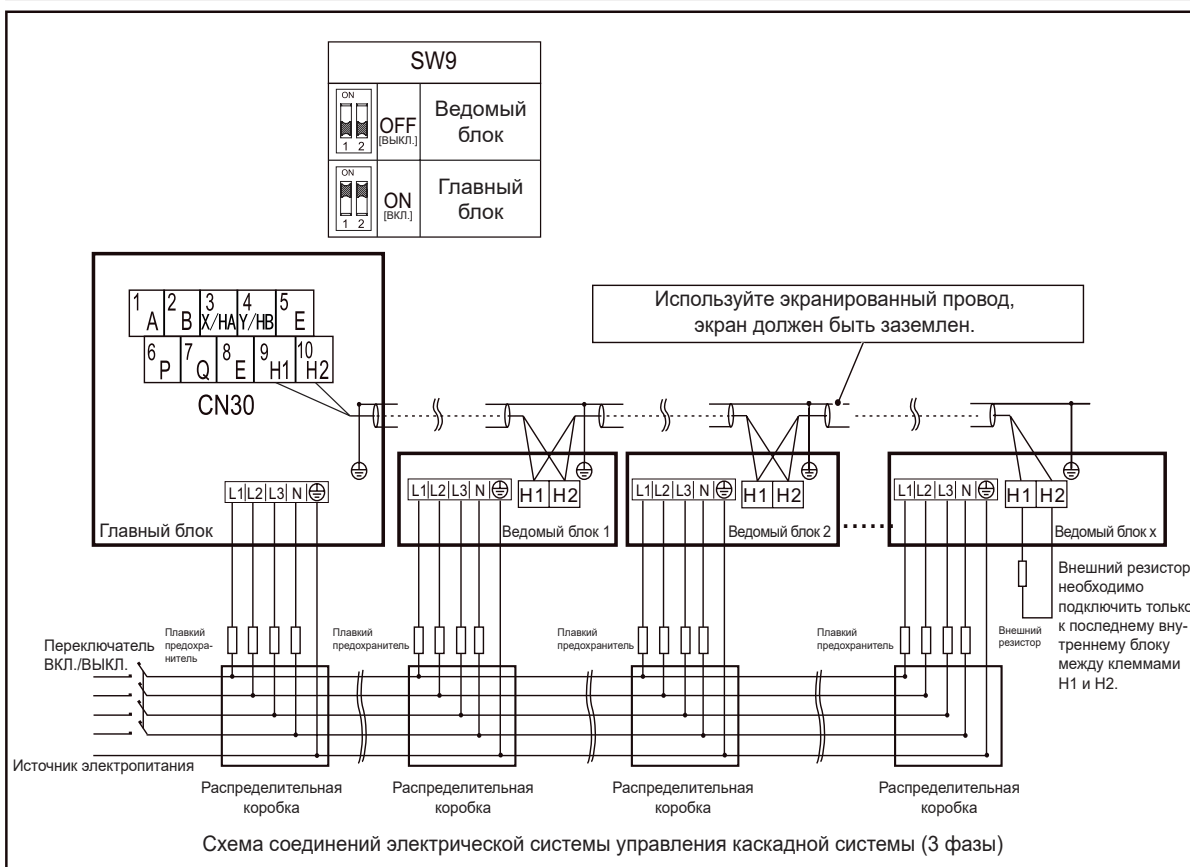 SW9
ON
1 2
OFF
[ВЫКЛ.]
Ведомый
блок
ON
1 2
ON
[ВКЛ.]
Главный
блок
1 A 2 B 3 X/HA 4 Y/HB 5 E
6 P 7 Q 8 E 9 H1 10 H2
CN30
Используйте экранированный провод,
экран должен быть заземлен.
L1 L2 L3 N
Главный блок
L1 L2 L3 N
H1 H2
Ведомый блок 1
L1 L2 L3 N
H1 H2
Ведомый блок 2
L1 L2 L3 N
H1 H2
Ведомый блок x
Внешний резистор
необходимо
подключить только
к последнему вну-
треннему блоку
между клеммами
H1 и H2.
Внешний
резистор
Переключатель
ВКЛ./ВЫКЛ.
Плавкий
предохра-
нитель
Плавкий
предохранитель
Плавкий
предохранитель
Плавкий
предохранитель
Источник электропитания
Распределительная
коробка
Распределительная
коробка
Распределительная
коробка
Распределительная
коробка
Схема соединений электрической системы управления каскадной системы (3 фазы)